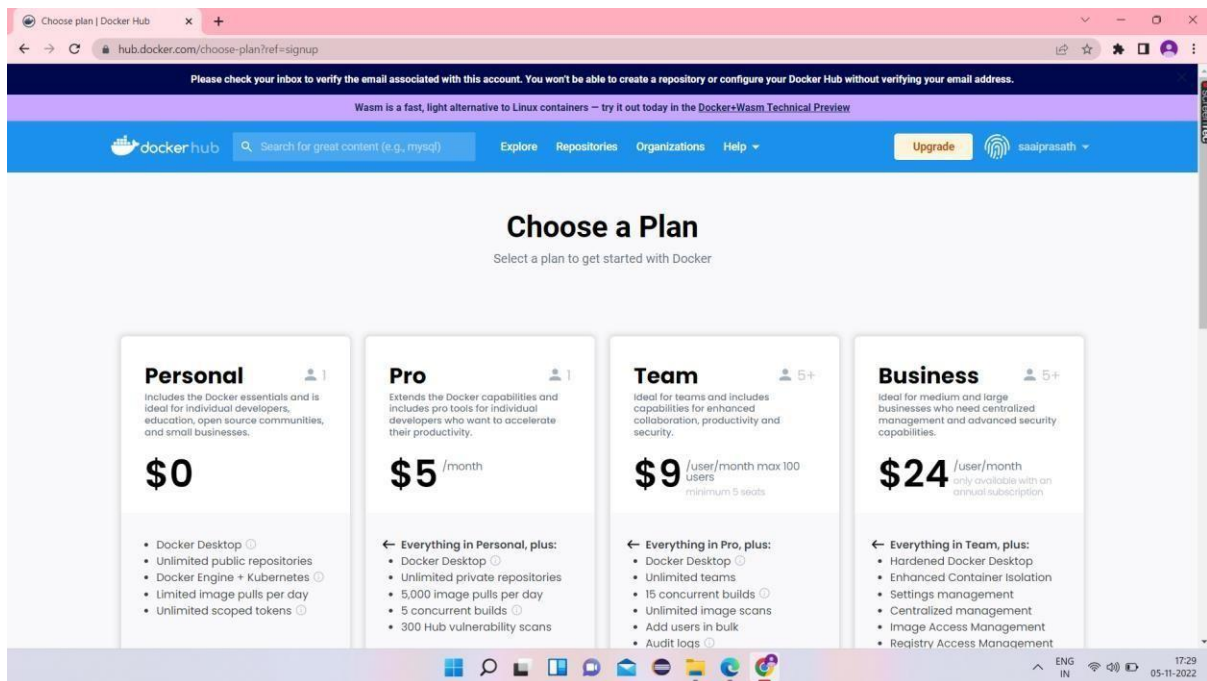 Choose plan | Docker Hub
hub.docker.com/choose-plan?ref=signup
Please check your inbox to verify the email associated with this account. You won't be able to create a repository or configure your Docker Hub without verifying your email address.
Wasm is a fast, light alternative to Linux containers — try it out today in the Docker+Wasm Technical Preview
dockerhub
Search for great content (e.g., mysql)
Explore Repositories Organizations Help
Upgrade
saaiprasath
Choose a Plan
Select a plan to get started with Docker
Personal
1
Includes the Docker essentials and is
ideal for individual developers,
education, open source communities,
and small businesses.
$0
• Docker Desktop
• Unlimited public repositories
• Docker Engine + Kubernetes
• Limited image pulls per day
• Unlimited scoped tokens
Pro
1
Extends the Docker capabilities and
includes pro tools for individual
developers who want to accelerate
their productivity.
$5 /month
← Everything in Personal, plus:
• Docker Desktop
• Unlimited private repositories
• 5,000 image pulls per day
• 5 concurrent builds
• 300 Hub vulnerability scans
Team
5+
Ideal for teams and includes
capabilities for enhanced
collaboration, productivity and
security.
$9 /user/month max 100
users
minimum 5 seats
← Everything in Pro, plus:
• Docker Desktop
• Unlimited teams
• 15 concurrent builds
• Unlimited image scans
• Add users in bulk
• Audit logs
Business
5+
Ideal for medium and large
businesses who need centralized
management and advanced security
capabilities.
$24 /user/month
only available with an
annual subscription
← Everything in Team, plus:
• Hardened Docker Desktop
• Enhanced Container Isolation
• Settings management
• Centralized management
• Image Access Management
• Registry Access Management
ENG
IN
17:29
05-11-2022